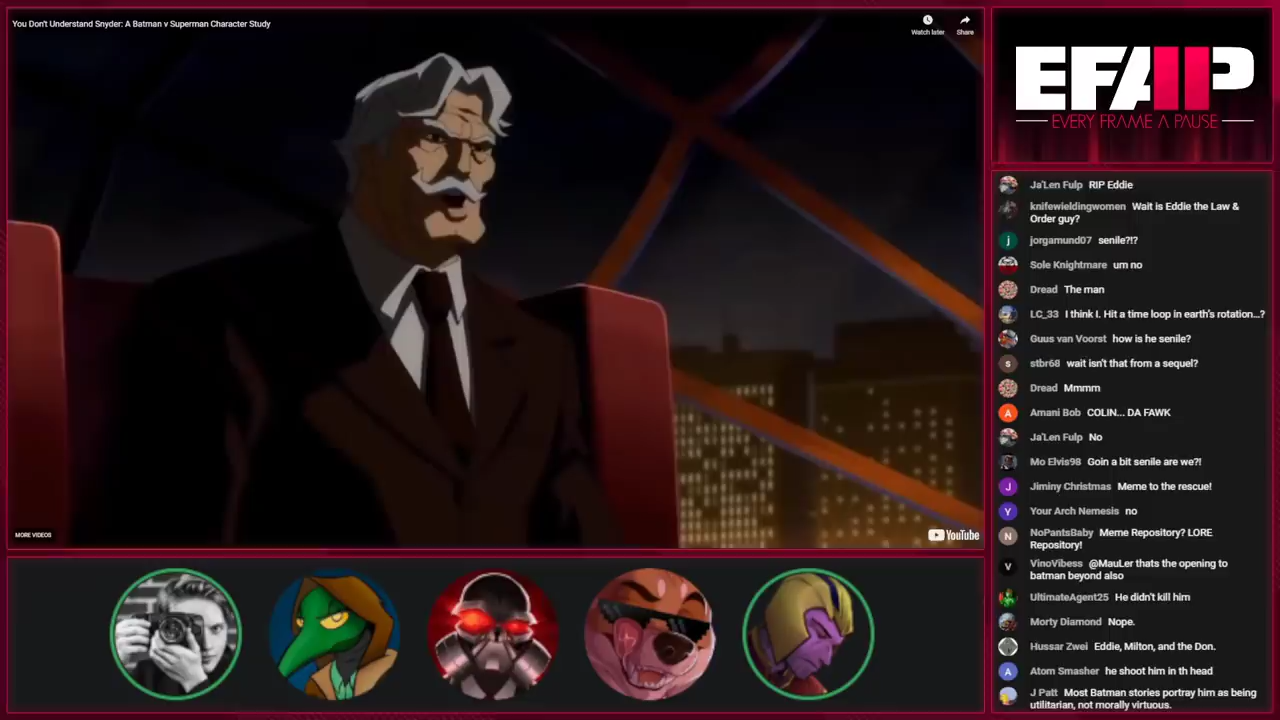 You Don't Understand Snyder: A Batman v Superman Character Study
Watch later
Share
MORE VIDEOS
YouTube
EFAP
EVERY FRAME A PAUSE
Ja'Len Fulp RIP Eddie
knifewieldingwomen Wait is Eddie the Law &
Order guy?
j
jorgamund07 senile?!?
Sole Knightmare um no
Dread The man
LC_33 I think I. Hit a time loop in earth's rotation...?
Guus van Voorst how is he senile?
s
stbr68 wait isn't that from a sequel?
Dread Mmmm
A
Amani Bob COLIN... DA FAWK
Ja'Len Fulp No
Mo Elvis98 Goin a bit senile are we?!
J
Jiminy Christmas Meme to the rescue!
Y
Your Arch Nemesis no
N
NoPantsBaby Meme Repository? LORE
Repository!
V
VinoVibess @MauLer thats the opening to
batman beyond also
UltimateAgent25 He didn't kill him
Morty Diamond Nope.
Hussar Zwei Eddie, Milton, and the Don.
A
Atom Smasher he shoot him in th head
J Patt Most Batman stories portray him as being
utilitarian, not morally virtuous.